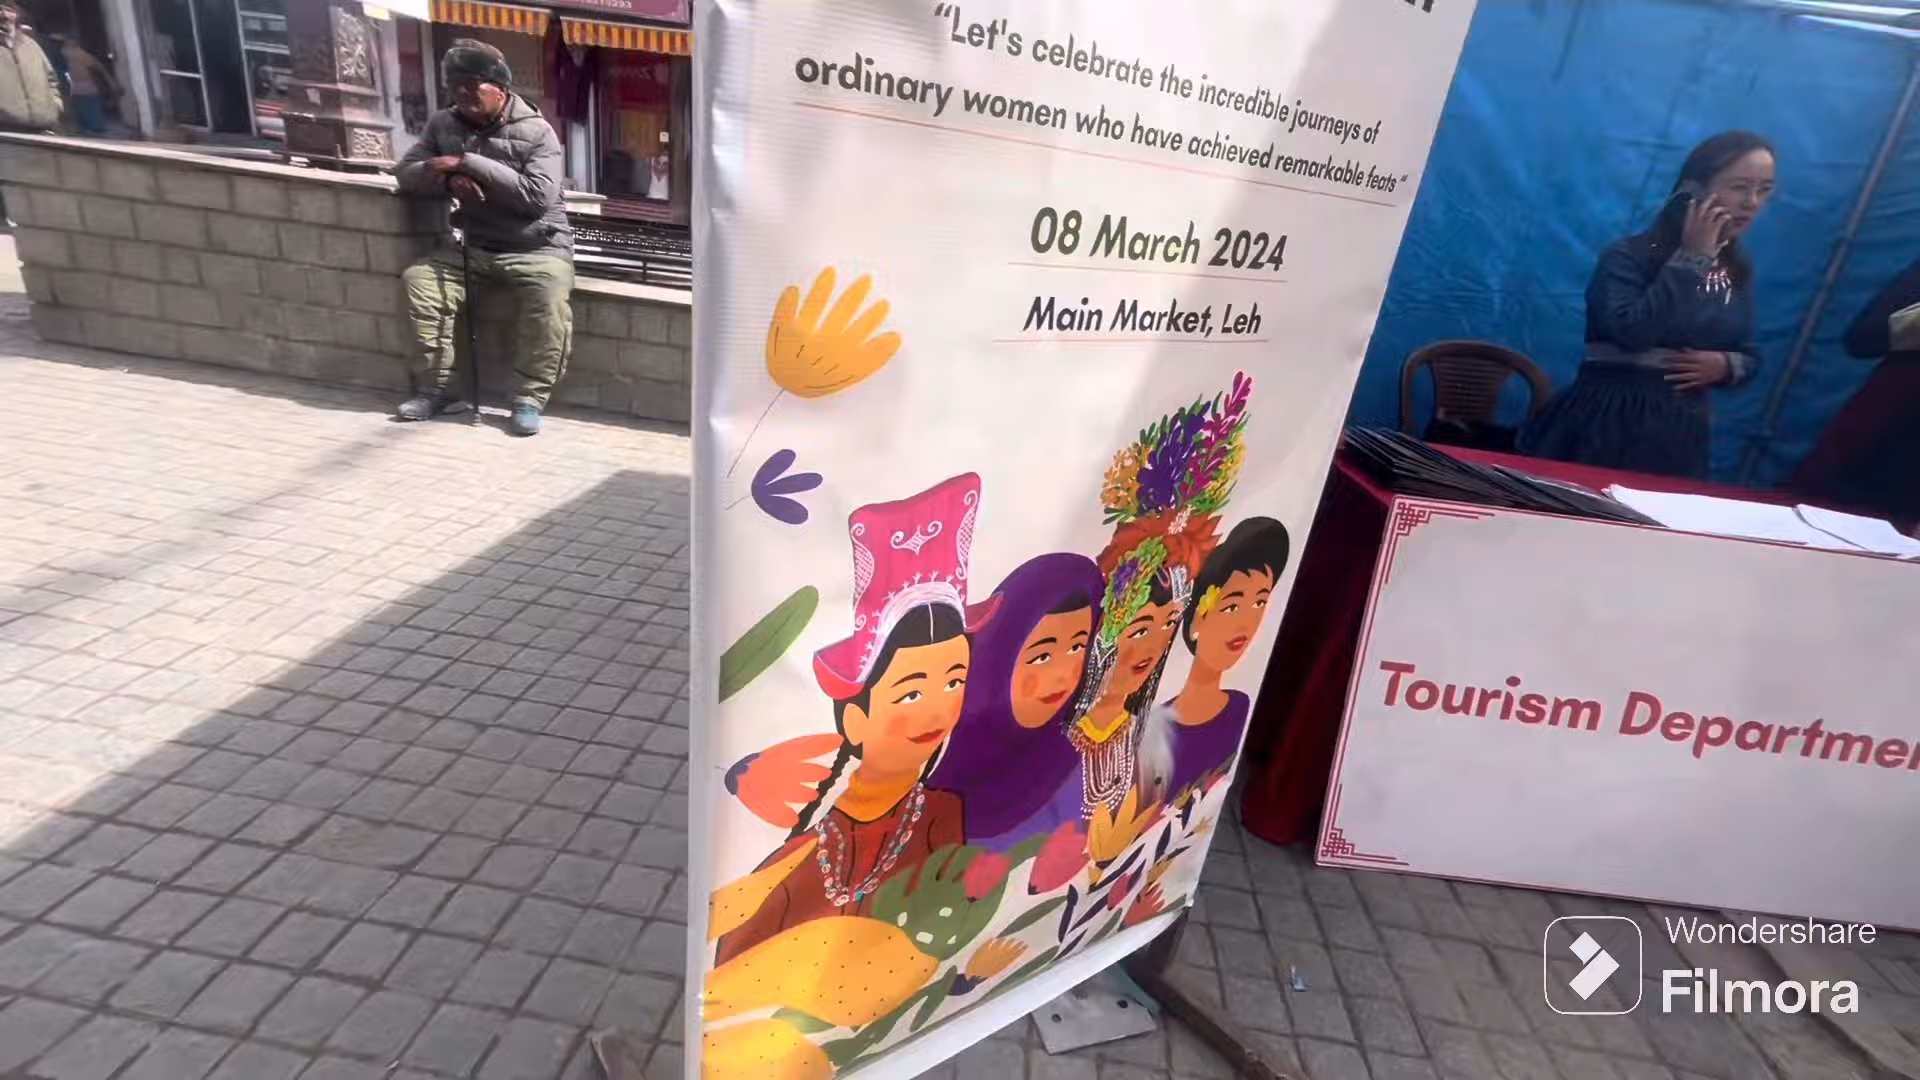 “Let's celebrate the incredible journeys of
ordinary women who have achieved remarkable feats “
08 March 2024
Main Market, Leh
Tourism Departmen
Wondershare
Filmora